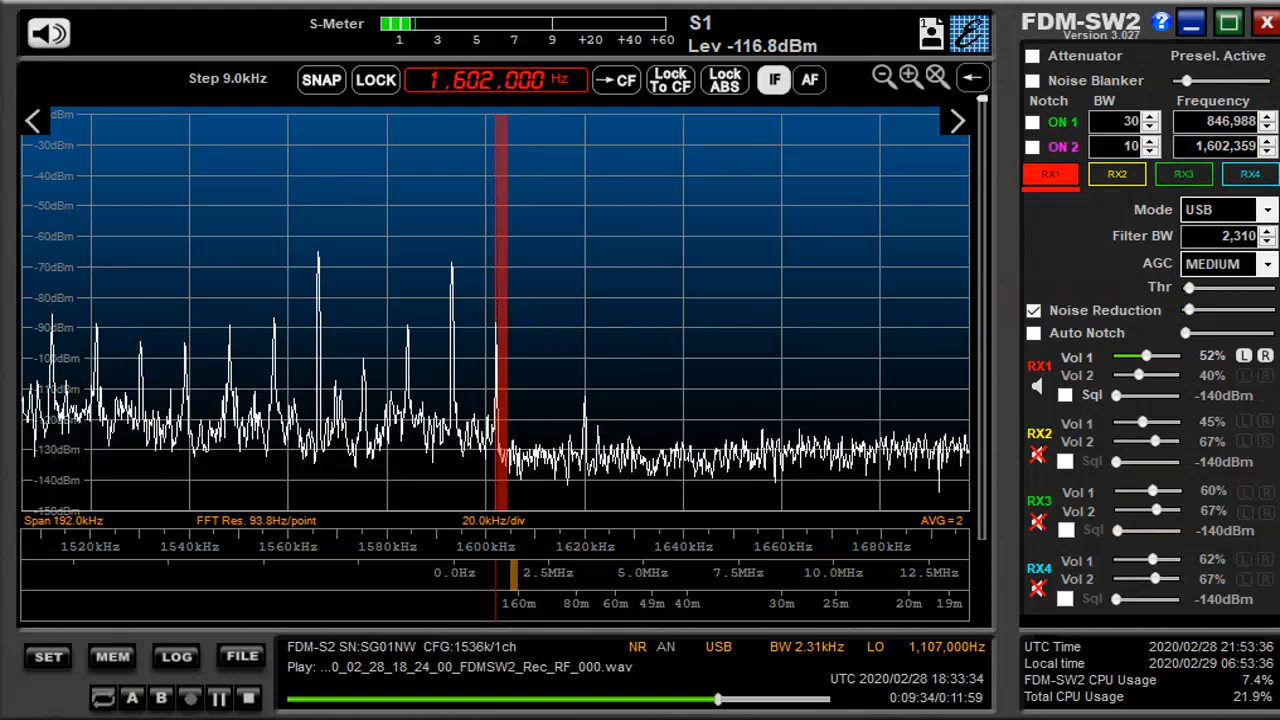 S-Meter
1 3 5 7 9 +20 +40 +60
S1
Lev -116.8dBm
FDM-SW2
Version 3.027
Step 9.0kHz
SNAP
LOCK
1.602.000 Hz
→CF
Lock To CF
Lock ABS
IF
AF
-30dBm
-40dBm
-50dBm
-60dBm
-70dBm
-80dBm
-90dBm
-100dBm
-110dBm
-130dBm
-140dBm
-150dBm
Span 192.0kHz
FFT Res. 93.8Hz/point
20.0kHz/div
AVG = 2
1520kHz 1540kHz 1560kHz 1580kHz 1600kHz 1620kHz 1640kHz 1660kHz 1680kHz
0.0Hz 2.5MHz 5.0MHz 7.5MHz 10.0MHz 12.5MHz
160m 80m 60m 49m 40m 30m 25m 20m 19m
SET
MEM
LOG
FILE
A B
FDM-S2 SN:SG01NW CFG:1536k/1ch
NR AN USB BW 2.31kHz LO 1,107,000Hz
Play: ...0_02_28_18_24_00_FDMSW2_Rec_RF_000.wav
UTC 2020/02/28 18:33:34
0:09:34/0:11:59
Attenuator Presel. Active
Noise Blanker
Notch BW Frequency
ON 1 30 846,988
ON 2 10 1,602,359
RX1 RX2 RX3 RX4
Mode USB
Filter BW 2,310
AGC MEDIUM
Thr
Noise Reduction
Auto Notch
RX1
Vol 1 52% L R
Vol 2 40% L R
Sql -140dBm
RX2
Vol 1 45% L R
Vol 2 67% L R
Sql -140dBm
RX3
Vol 1 60% L R
Vol 2 67% L R
Sql -140dBm
RX4
Vol 1 62% L R
Vol 2 67% L R
Sql -140dBm
UTC Time 2020/02/28 21:53:36
Local time 2020/02/29 06:53:36
FDM-SW2 CPU Usage 7.4%
Total CPU Usage 21.9%